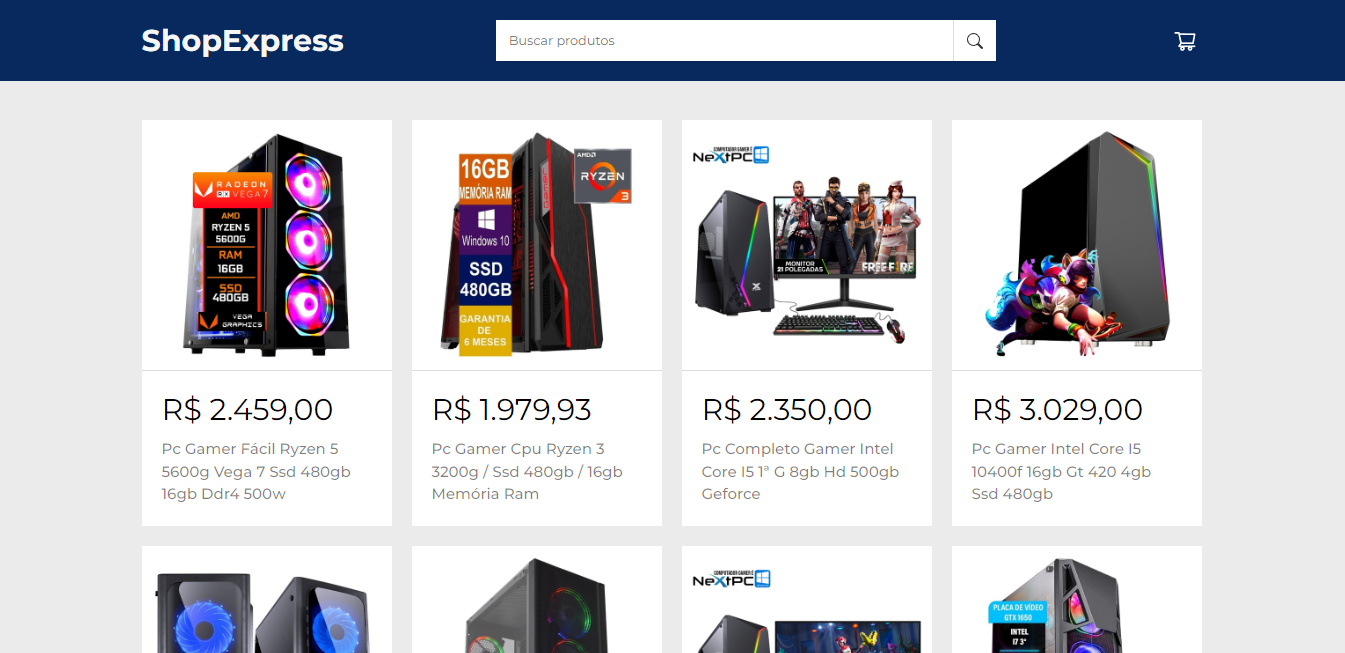 ShopExpress
Buscar produtos
RADEON
RX VEGA 7
AMD
RYZEN 5
5600G
RAM
16GB
SSD
480GB
VEGA
GRAPHICS
16GB
MEMÓRIA RAM
Windows 10
SSD
480GB
GARANTIA
DE
6 MESES
AMD
RYZEN
3
COMPUTADOR GAMER É
NeXtPC
MONITOR
21 POLEGADAS
FREE FIRE
R$ 2.459,00
Pc Gamer Fácil Ryzen 5
5600g Vega 7 Ssd 480gb
16gb Ddr4 500w
R$ 1.979,93
Pc Gamer Cpu Ryzen 3
3200g / Ssd 480gb / 16gb
Memória Ram
R$ 2.350,00
Pc Completo Gamer Intel
Core I5 1ª G 8gb Hd 500gb
Geforce
R$ 3.029,00
Pc Gamer Intel Core I5
10400f 16gb Gt 420 4gb
Ssd 480gb
COMPUTADOR GAMER É
NeXtPC
PLACA DE VÍDEO
GTX 1650
INTEL
I7 3°